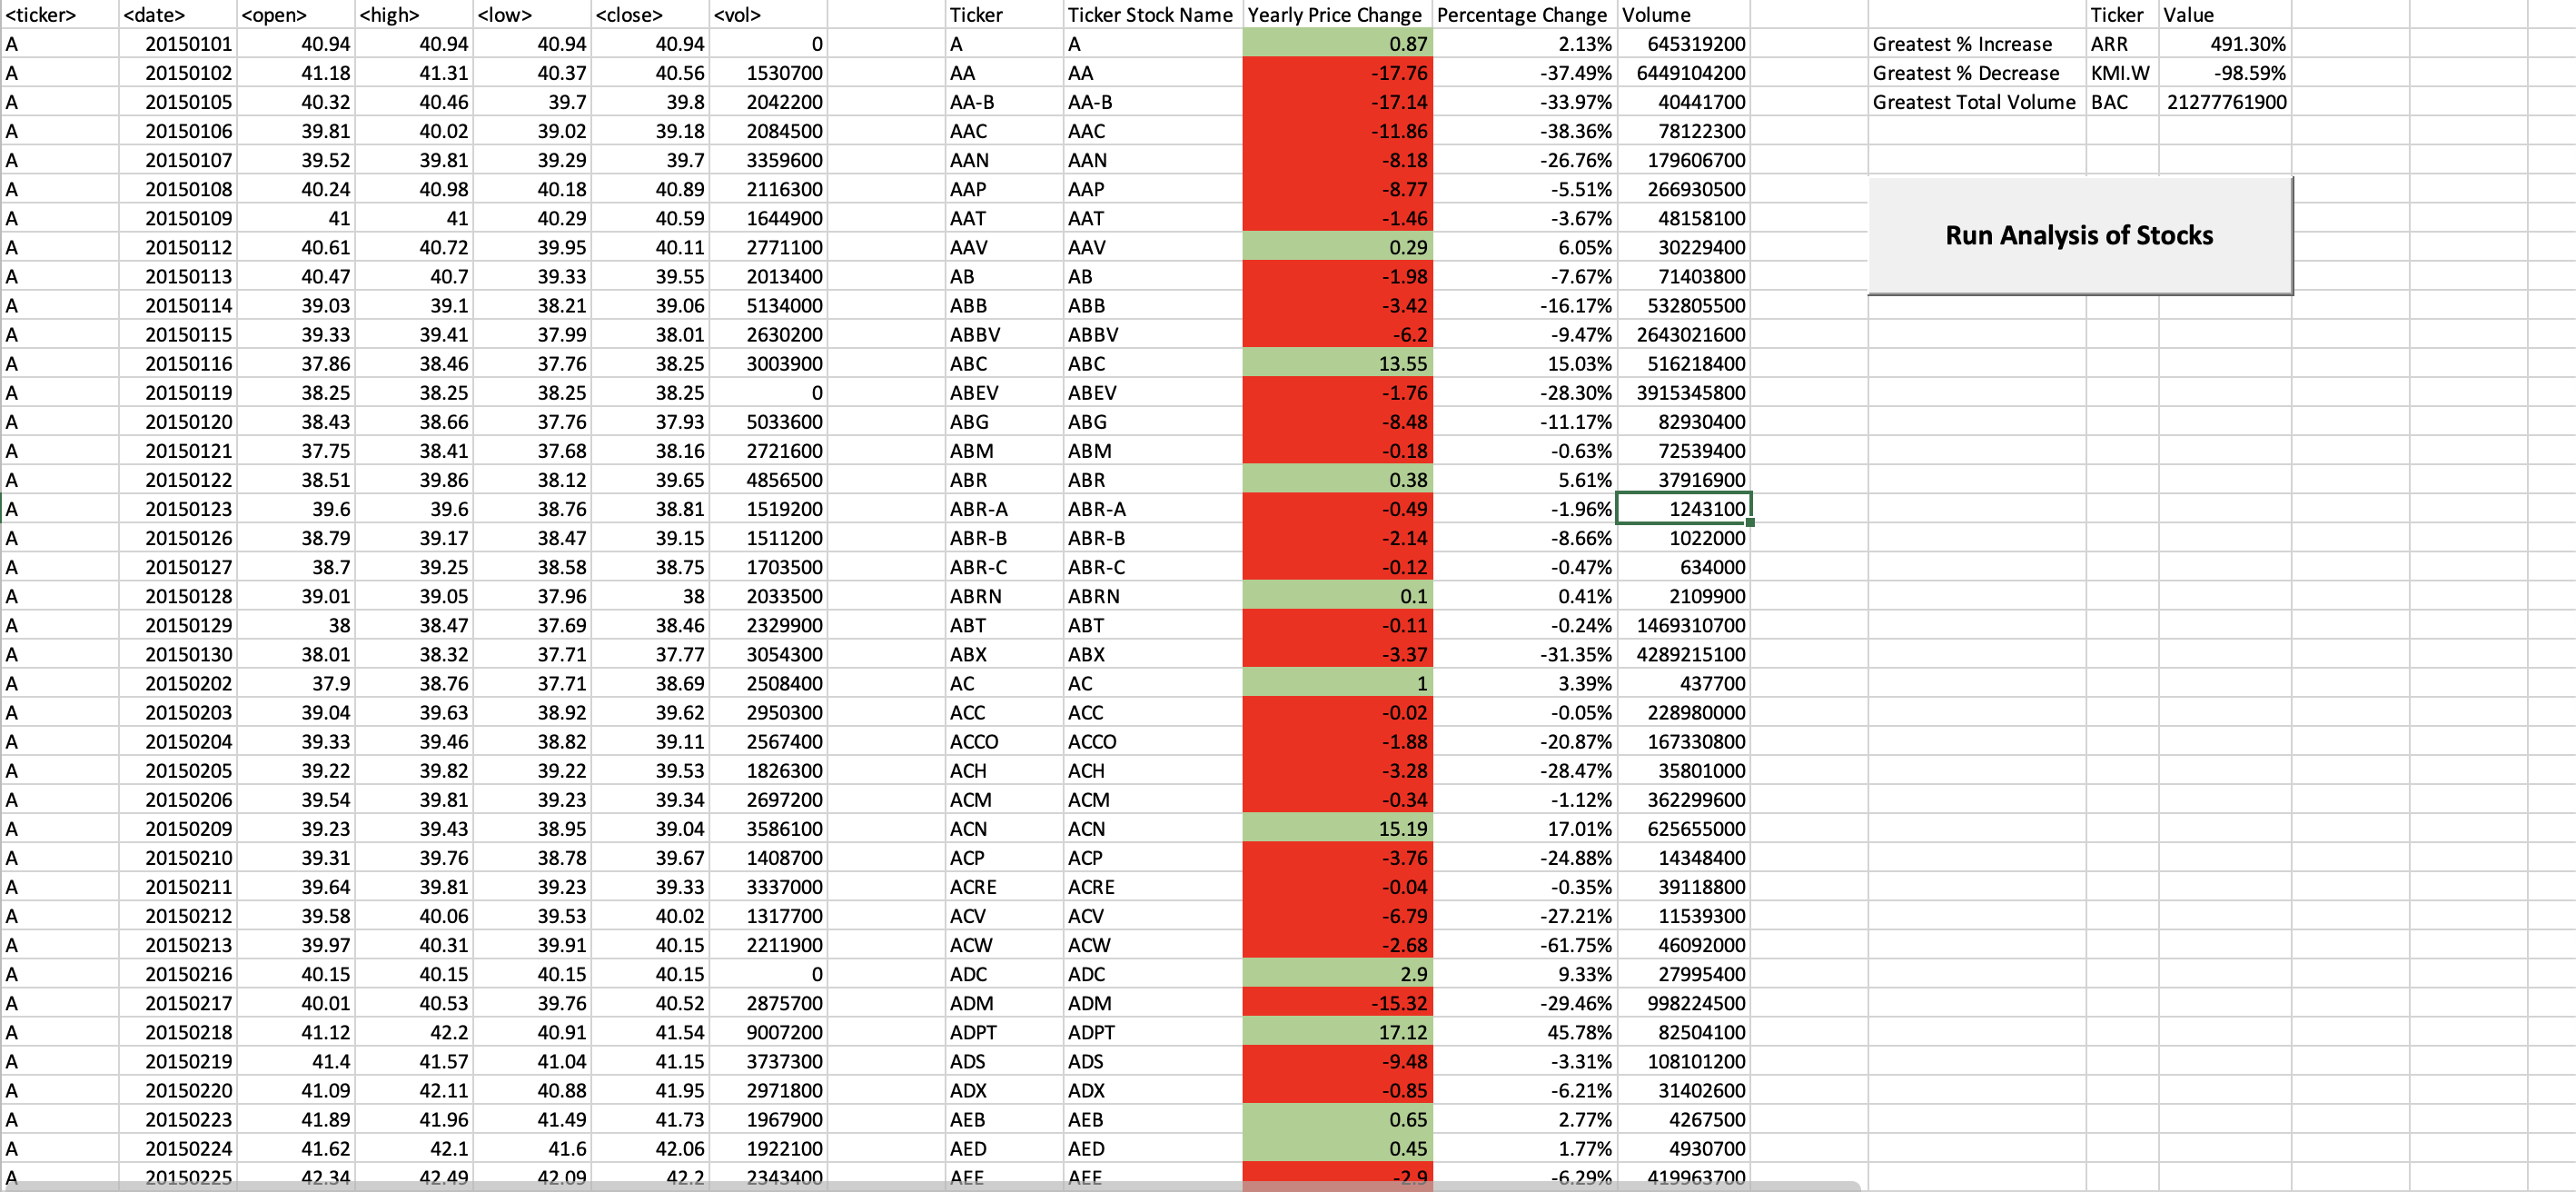 <ticker> <date> <open> <high> <low> <close> <vol> Ticker Ticker Stock Name Yearly Price Change Percentage Change Volume Ticker Value
A 20150101 40.94 40.94 40.94 40.94 0 A A 0.87 2.13% 645319200 Greatest % Increase ARR 491.30%
A 20150102 41.18 41.31 40.37 40.56 1530700 AA AA -17.76 -37.49% 6449104200 Greatest % Decrease KMI.W -98.59%
A 20150105 40.32 40.46 39.7 39.8 2042200 AA-B AA-B -17.14 -33.97% 40441700 Greatest Total Volume BAC 21277761900
A 20150106 39.81 40.02 39.02 39.18 2084500 AAC AAC -11.86 -38.36% 78122300
A 20150107 39.52 39.81 39.29 39.7 3359600 AAN AAN -8.18 -26.76% 179606700
A 20150108 40.24 40.98 40.18 40.89 2116300 AAP AAP -8.77 -5.51% 266930500
A 20150109 41 41 40.29 40.59 1644900 AAT AAT -1.46 -3.67% 48158100
Run Analysis of Stocks
A 20150112 40.61 40.72 39.95 40.11 2771100 AAV AAV 0.29 6.05% 30229400
A 20150113 40.47 40.7 39.33 39.55 2013400 AB AB -1.98 -7.67% 71403800
A 20150114 39.03 39.1 38.21 39.06 5134000 ABB ABB -3.42 -16.17% 532805500
A 20150115 39.33 39.41 37.99 38.01 2630200 ABBV ABBV -6.2 -9.47% 2643021600
A 20150116 37.86 38.46 37.76 38.25 3003900 ABC ABC 13.55 15.03% 516218400
A 20150119 38.25 38.25 38.25 38.25 0 ABEV ABEV -1.76 -28.30% 3915345800
A 20150120 38.43 38.66 37.76 37.93 5033600 ABG ABG -8.48 -11.17% 82930400
A 20150121 37.75 38.41 37.68 38.16 2721600 ABM ABM -0.18 -0.63% 72539400
A 20150122 38.51 39.86 38.12 39.65 4856500 ABR ABR 0.38 5.61% 37916900
A 20150123 39.6 39.6 38.76 38.81 1519200 ABR-A ABR-A -0.49 -1.96% 1243100
A 20150126 38.79 39.17 38.47 39.15 1511200 ABR-B ABR-B -2.14 -8.66% 1022000
A 20150127 38.7 39.25 38.58 38.75 1703500 ABR-C ABR-C -0.12 -0.47% 634000
A 20150128 39.01 39.05 37.96 38 2033500 ABRN ABRN 0.1 0.41% 2109900
A 20150129 38 38.47 37.69 38.46 2329900 ABT ABT -0.11 -0.24% 1469310700
A 20150130 38.01 38.32 37.71 37.77 3054300 ABX ABX -3.37 -31.35% 4289215100
A 20150202 37.9 38.76 37.71 38.69 2508400 AC AC 1 3.39% 437700
A 20150203 39.04 39.63 38.92 39.62 2950300 ACC ACC -0.02 -0.05% 228980000
A 20150204 39.33 39.46 38.82 39.11 2567400 ACCO ACCO -1.88 -20.87% 167330800
A 20150205 39.22 39.82 39.22 39.53 1826300 ACH ACH -3.28 -28.47% 35801000
A 20150206 39.54 39.81 39.23 39.34 2697200 ACM ACM -0.34 -1.12% 362299600
A 20150209 39.23 39.43 38.95 39.04 3586100 ACN ACN 15.19 17.01% 625655000
A 20150210 39.31 39.76 38.78 39.67 1408700 ACP ACP -3.76 -24.88% 14348400
A 20150211 39.64 39.81 39.23 39.33 3337000 ACRE ACRE -0.04 -0.35% 39118800
A 20150212 39.58 40.06 39.53 40.02 1317700 ACV ACV -6.79 -27.21% 11539300
A 20150213 39.97 40.31 39.91 40.15 2211900 ACW ACW -2.68 -61.75% 46092000
A 20150216 40.15 40.15 40.15 40.15 0 ADC ADC 2.9 9.33% 27995400
A 20150217 40.01 40.53 39.76 40.52 2875700 ADM ADM -15.32 -29.46% 998224500
A 20150218 41.12 42.2 40.91 41.54 9007200 ADPT ADPT 17.12 45.78% 82504100
A 20150219 41.4 41.57 41.04 41.15 3737300 ADS ADS -9.48 -3.31% 108101200
A 20150220 41.09 42.11 40.88 41.95 2971800 ADX ADX -0.85 -6.21% 31402600
A 20150223 41.89 41.96 41.49 41.73 1967900 AEB AEB 0.65 2.77% 4267500
A 20150224 41.62 42.1 41.6 42.06 1922100 AED AED 0.45 1.77% 4930700
A 20150225 42.34 42.49 42.09 42.2 2343400 AEE AEE -2.9 -6.29% 419963700